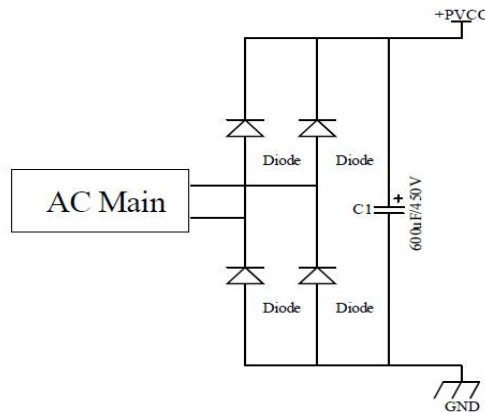 +PVCC
Diode
Diode
AC Main
C1
+
600uF/450V
Diode
Diode
GND